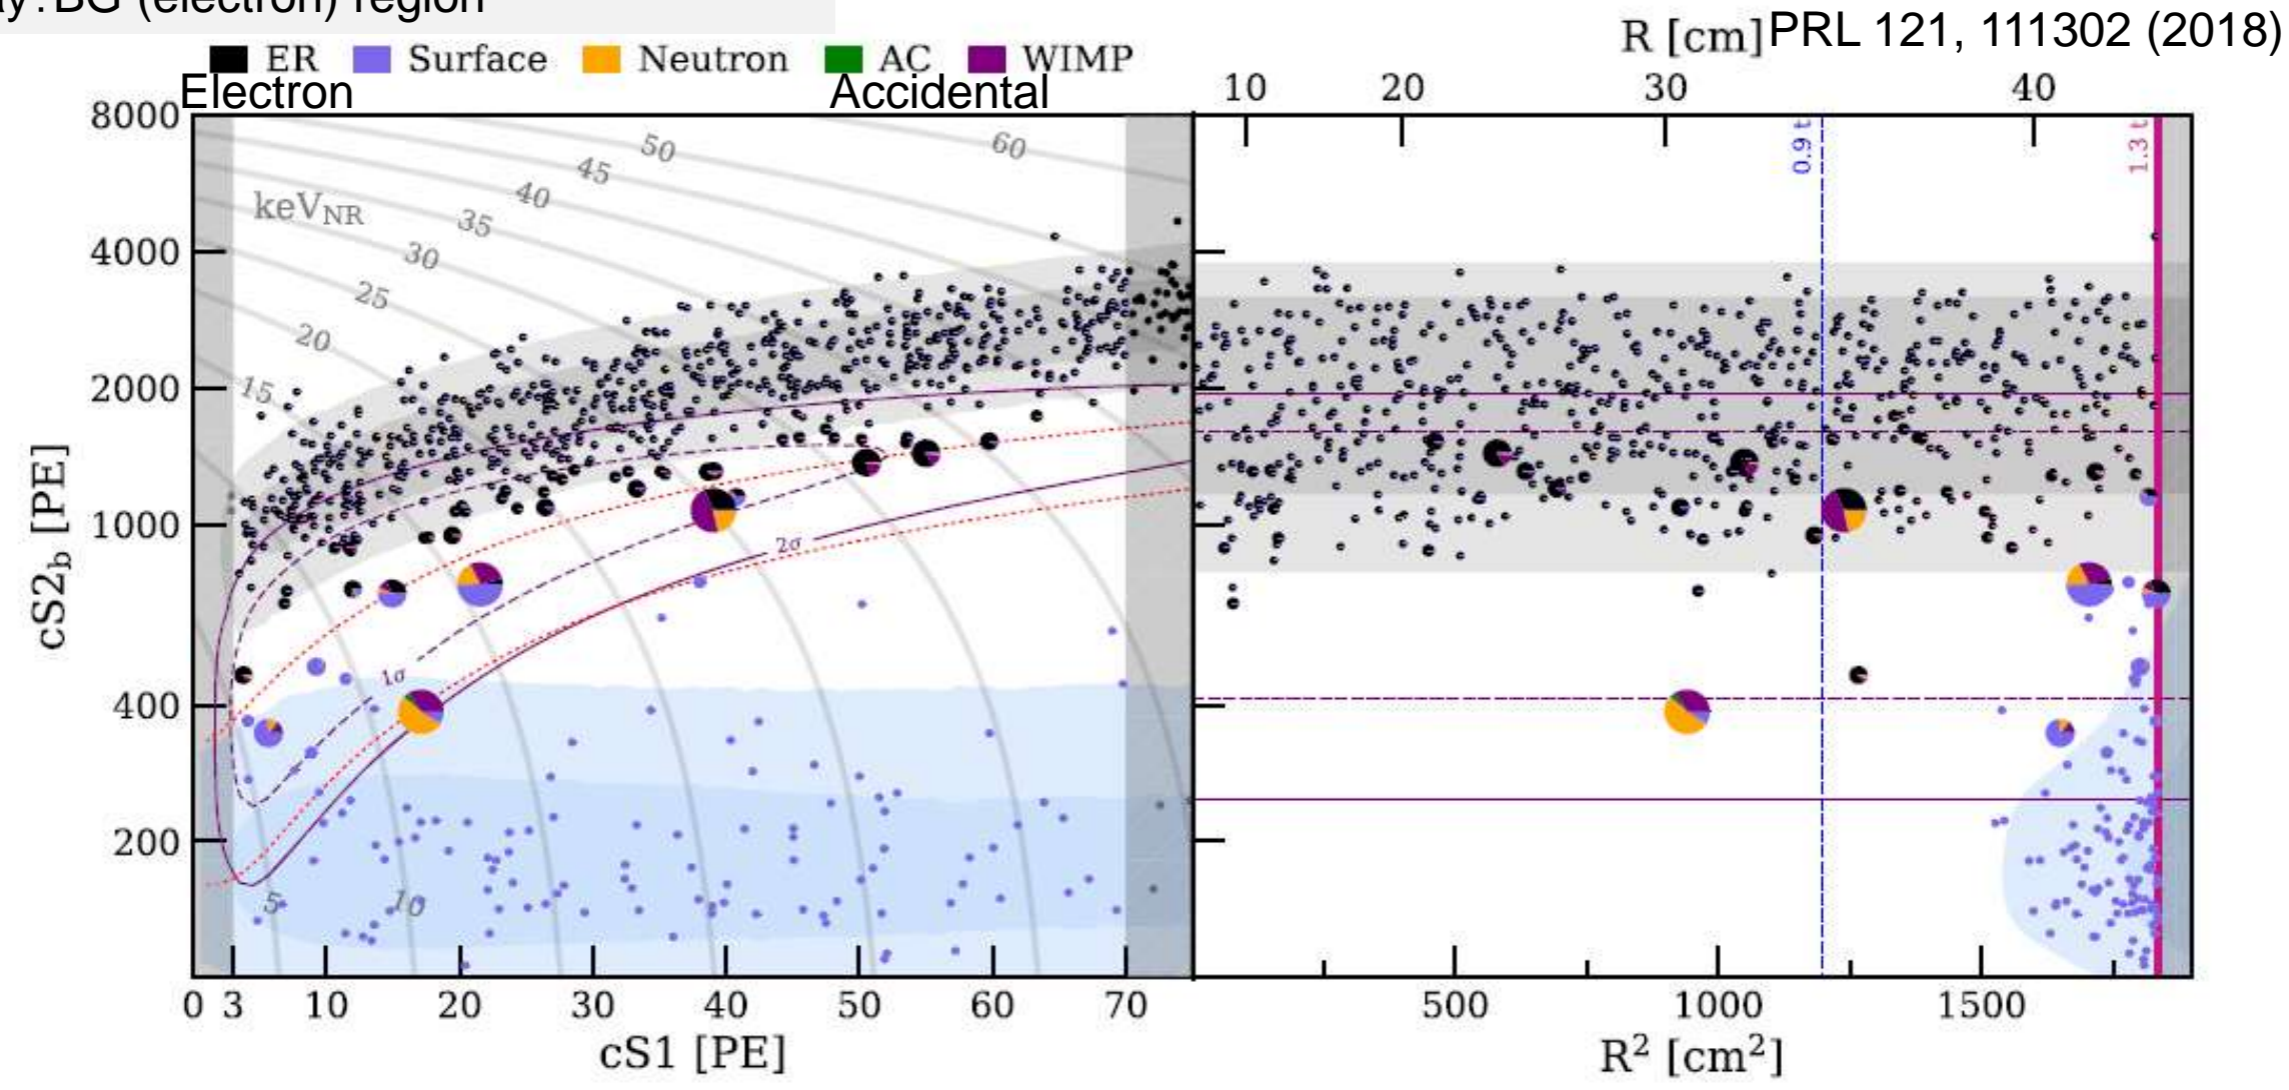 ay:BG (electron) region
PRL 121, 111302 (2018)
ER Surface Neutron AC WIMP
Electron
Accidental
R [cm]
10 20 30 40
8000
4000
2000
1000
400
200
cS2b [PE]
keVNR
5
10
15
20
25
30
35
40
45
50
60
1σ
2σ
0.9 t
1.3 t
0 3 10 20 30 40 50 60 70
cS1 [PE]
500 1000 1500
R² [cm²]